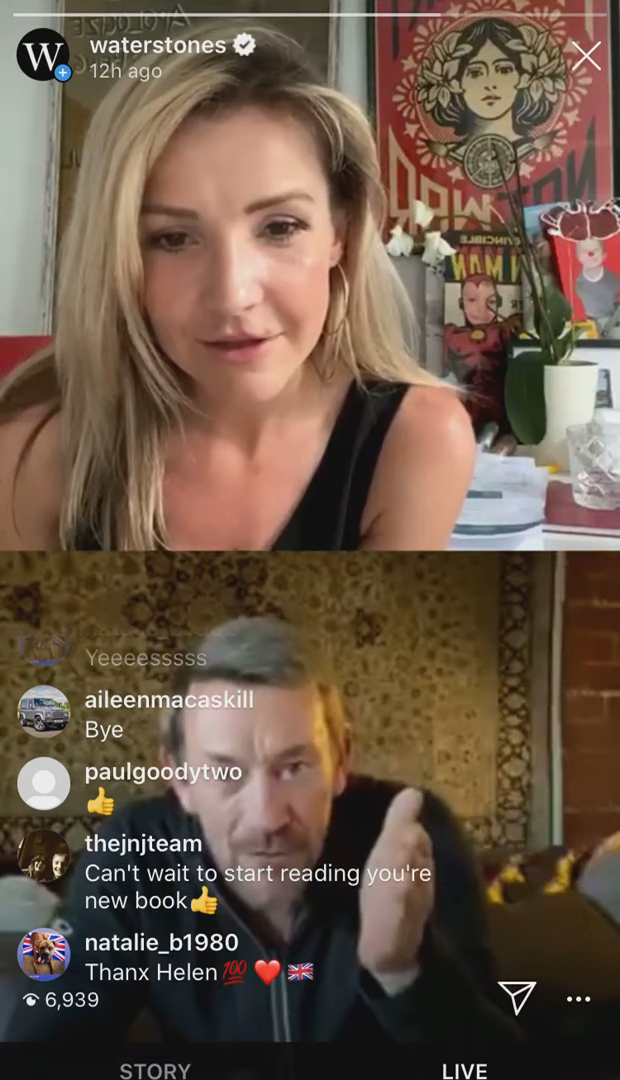 W
waterstones
12h ago
Yeeeesssss
aileenmacaskill
Bye
paulgoodytwo
👍
thejnjteam
Can't wait to start reading you're
new book👍
natalie_b1980
Thanx Helen 💯 ❤️ 🇬🇧
6,939
STORY
LIVE